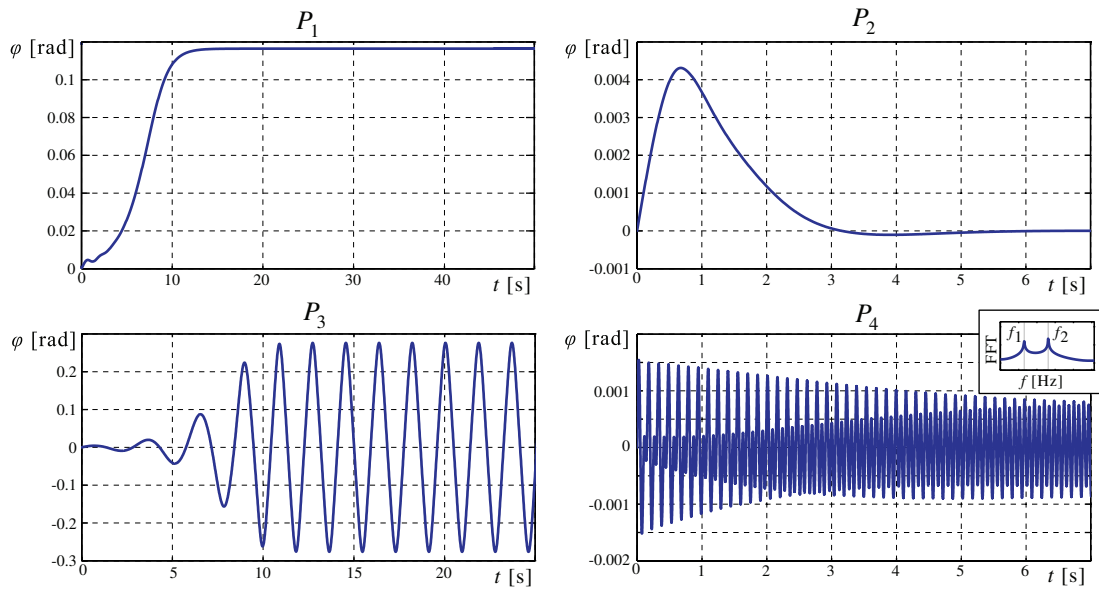 P1
φ [rad]
0.1
0.08
0.06
0.04
0.02
0
0 10 20 30 40
t [s]
P2
φ [rad]
0.004
0.003
0.002
0.001
0
-0.001
0 1 2 3 4 5 6
t [s]
P3
φ [rad]
0.2
0.1
0
-0.1
-0.2
-0.3
0 5 10 15 20
t [s]
P4
φ [rad]
0.001
0
-0.001
-0.002
0 1 2 3 4 5 6
t [s]
FFT
f1 f2
f [Hz]